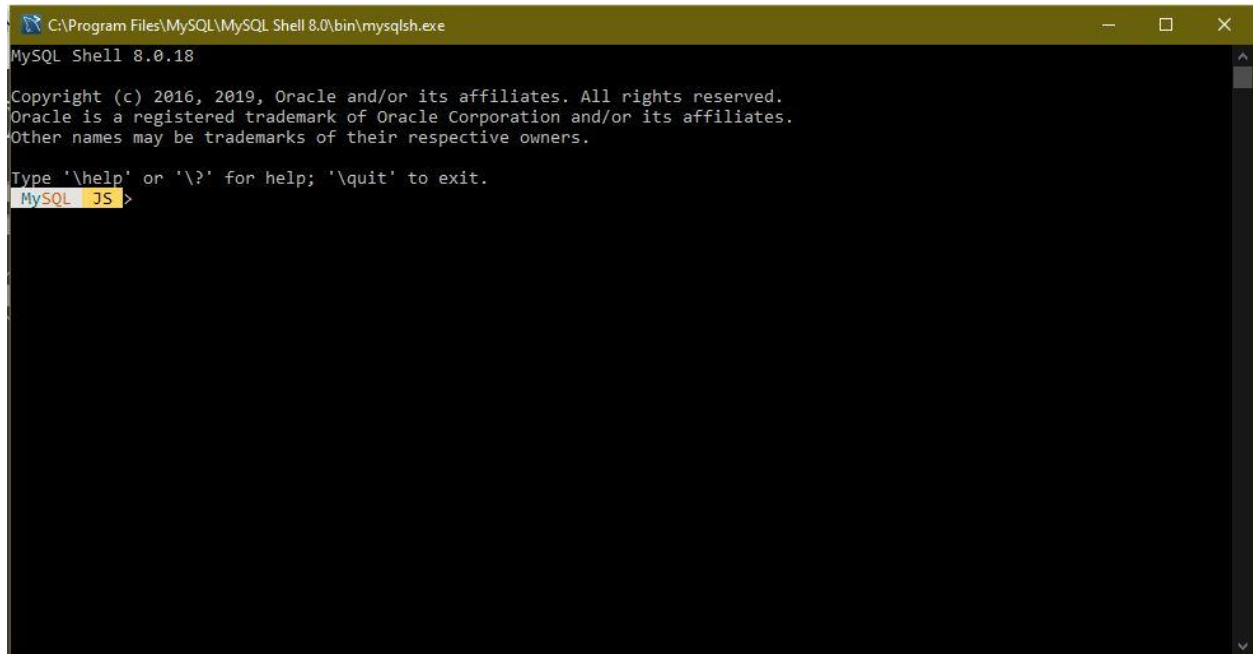 C:\Program Files\MySQL\MySQL Shell 8.0\bin\mysqlsh.exe
MySQL Shell 8.0.18
Copyright (c) 2016, 2019, Oracle and/or its affiliates. All rights reserved.
Oracle is a registered trademark of Oracle Corporation and/or its affiliates.
Other names may be trademarks of their respective owners.
Type '\help' or '\?' for help; '\quit' to exit.
MySQL JS >